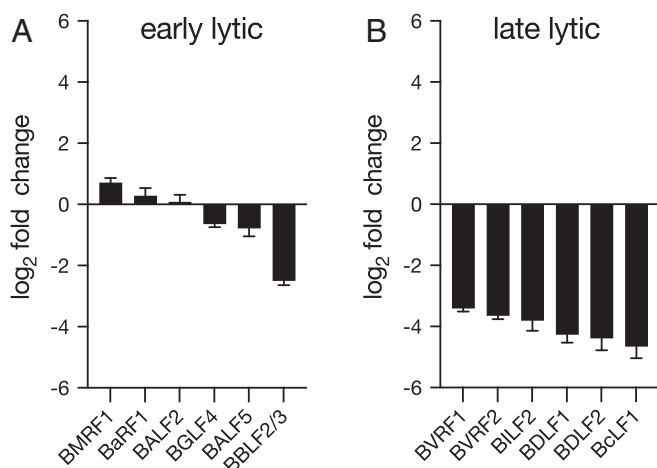 A
early lytic
log2 fold change
6
4
2
0
-2
-4
-6
BMRF1
BaRF1
BALF2
BGLF4
BALF5
BBLF2/3
B
late lytic
log2 fold change
6
4
2
0
-2
-4
-6
BVRF1
BVRF2
BILF2
BDLF1
BDLF2
BcLF1